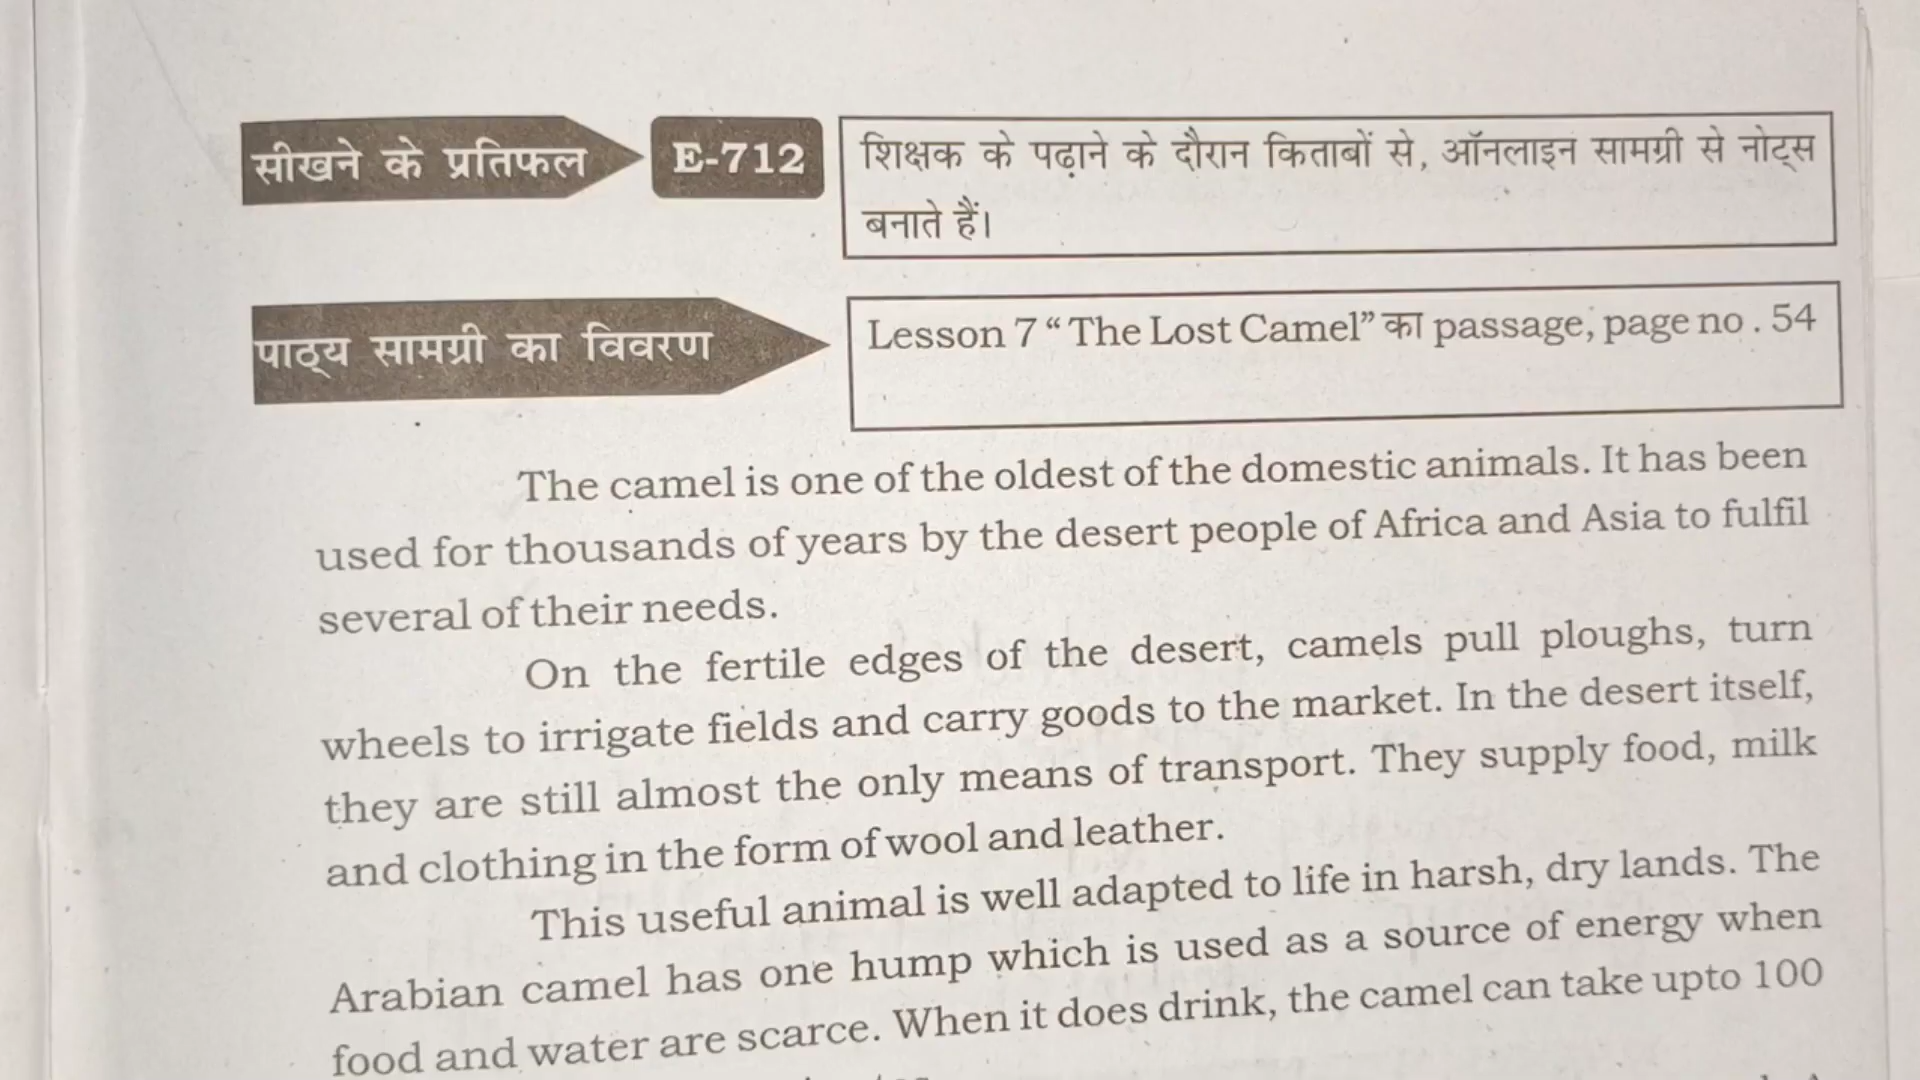 सीखने के प्रतिफल
E-712
शिक्षक के पढ़ाने के दौरान किताबों से, ऑनलाइन सामग्री से नोट्स
बनाते हैं।
पाठ्य सामग्री का विवरण
Lesson 7 “ The Lost Camel” का passage, page no . 54
The camel is one of the oldest of the domestic animals. It has been
used for thousands of years by the desert people of Africa and Asia to fulfil
several of their needs.
On the fertile edges of the desert, camels pull ploughs, turn
wheels to irrigate fields and carry goods to the market. In the desert itself,
they are still almost the only means of transport. They supply food, milk
and clothing in the form of wool and leather.
This useful animal is well adapted to life in harsh, dry lands. The
Arabian camel has one hump which is used as a source of energy when
food and water are scarce. When it does drink, the camel can take upto 100